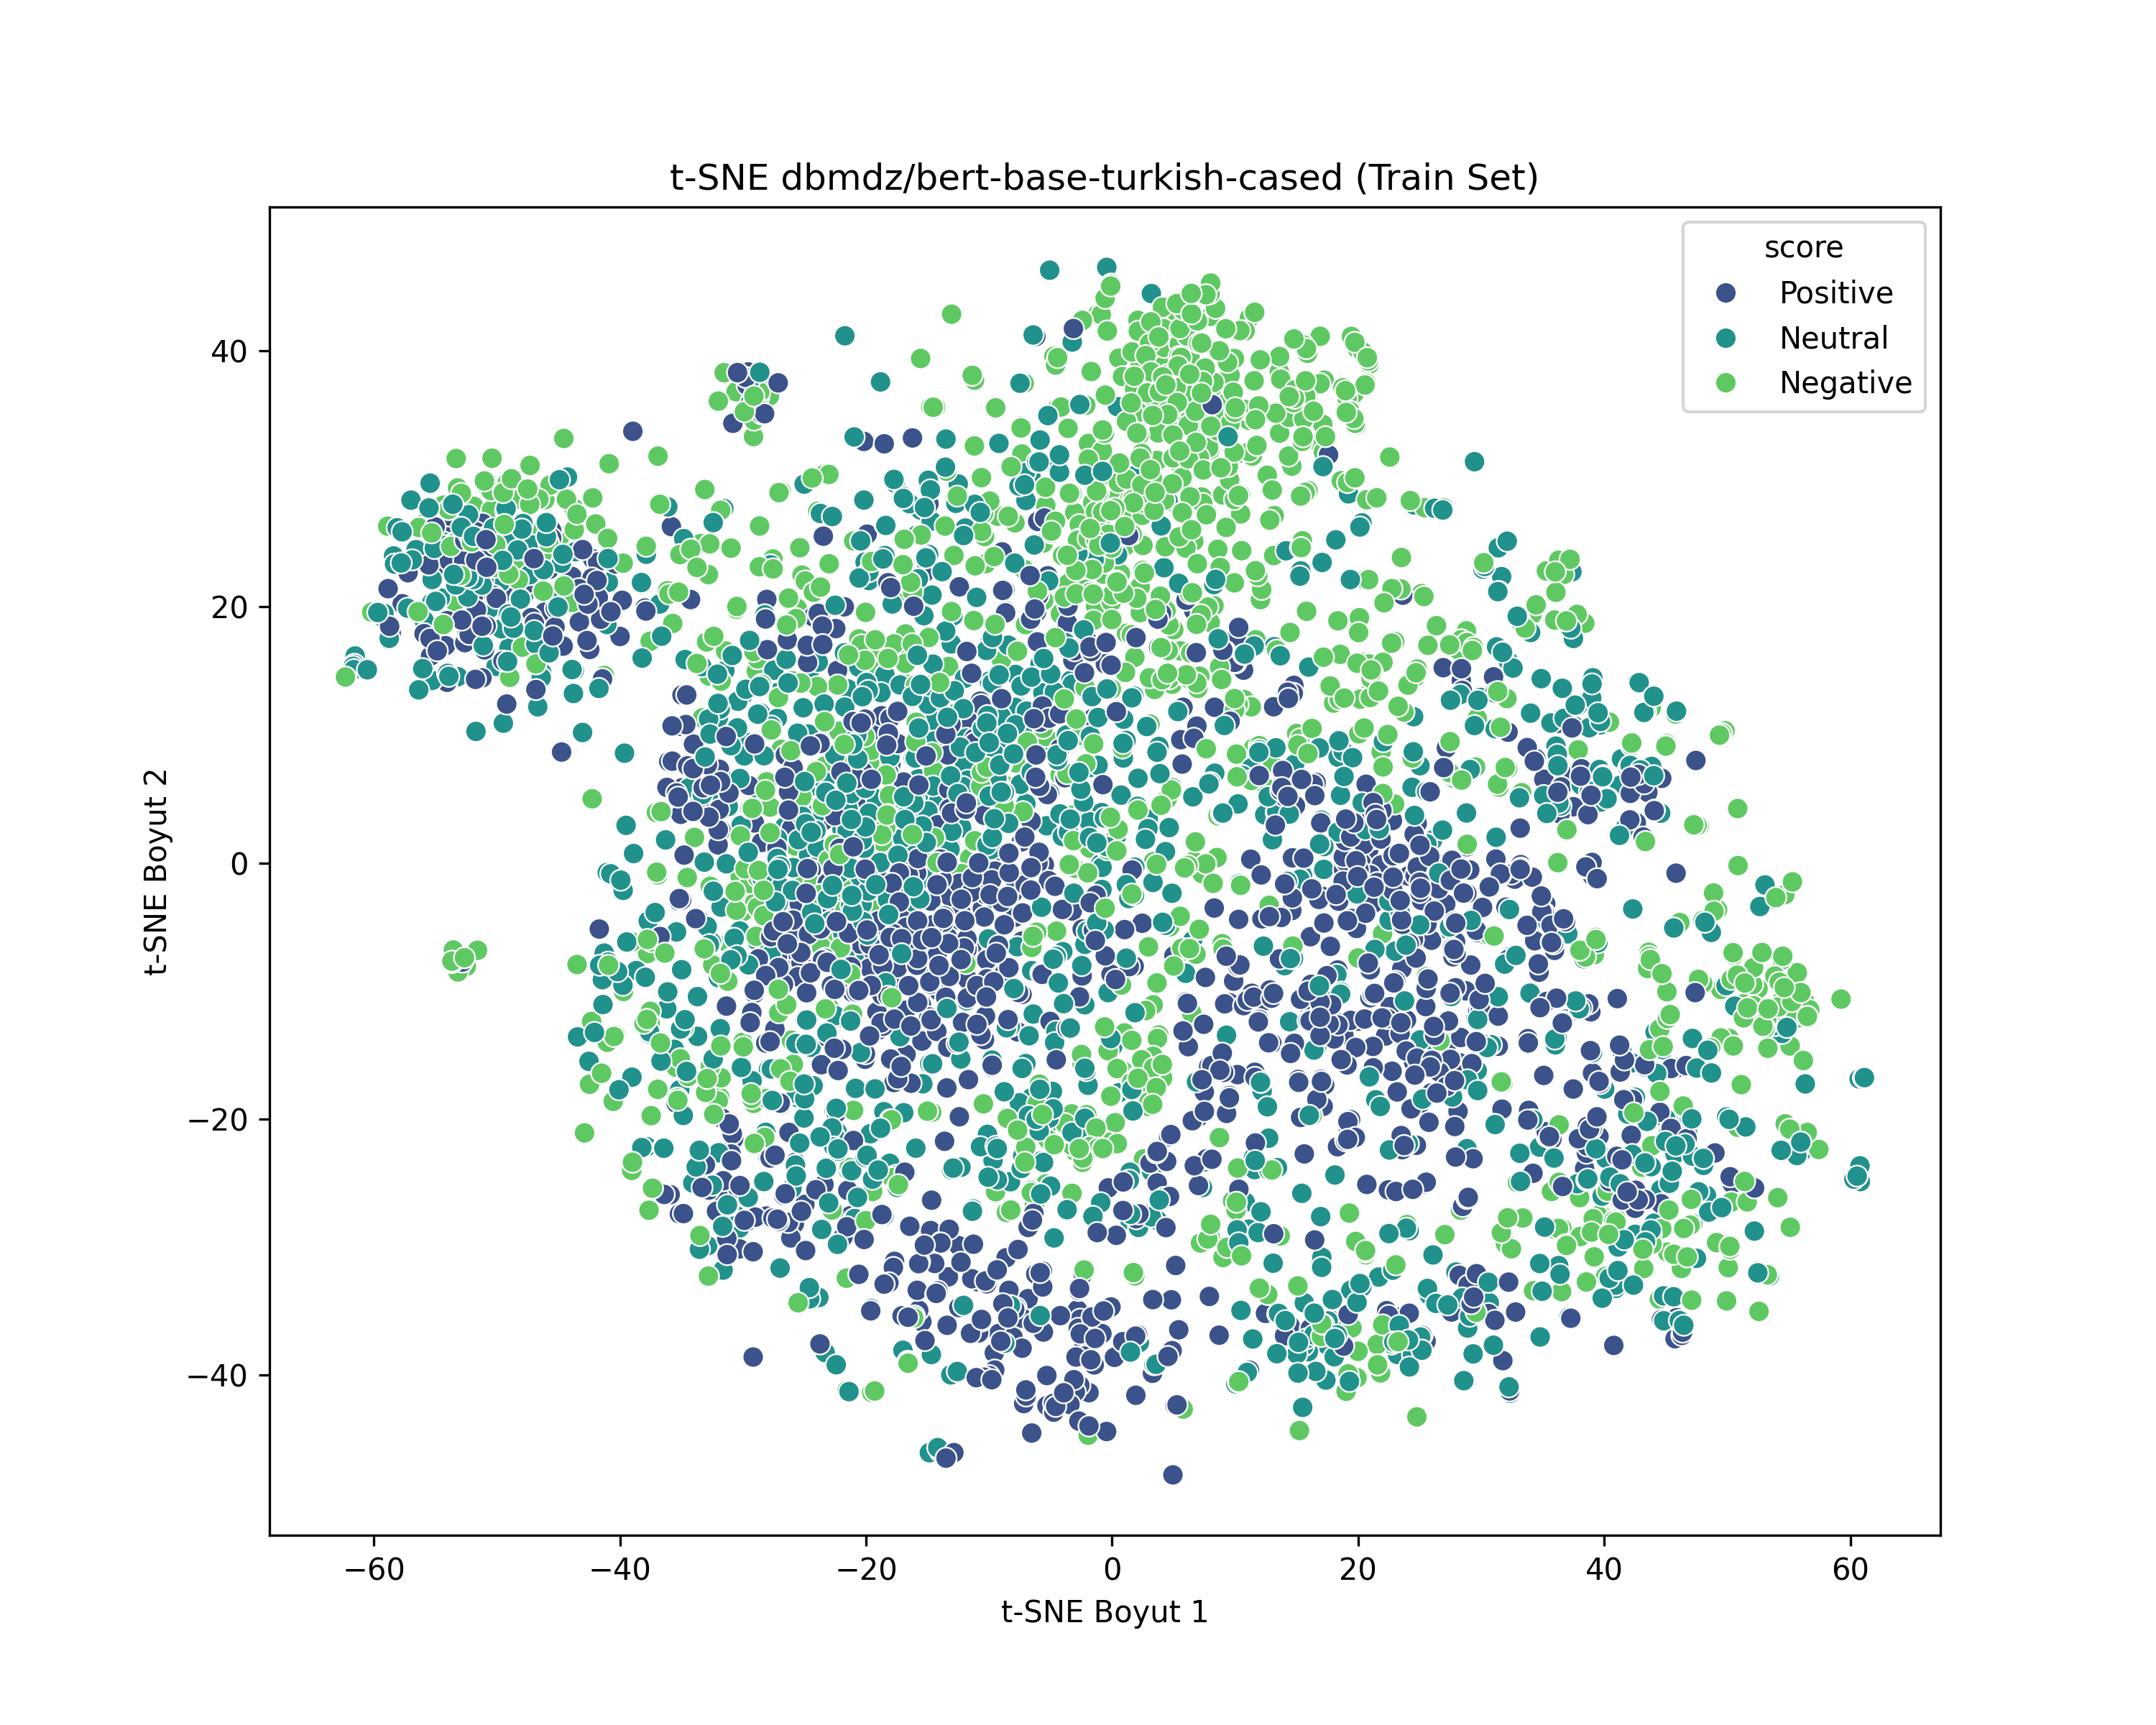 t-SNE dbmdz/bert-base-turkish-cased (Train Set)
score
Positive
Neutral
Negative
40
20
0
−20
−40
t-SNE Boyut 2
−60
−40
−20
0
20
40
60
t-SNE Boyut 1